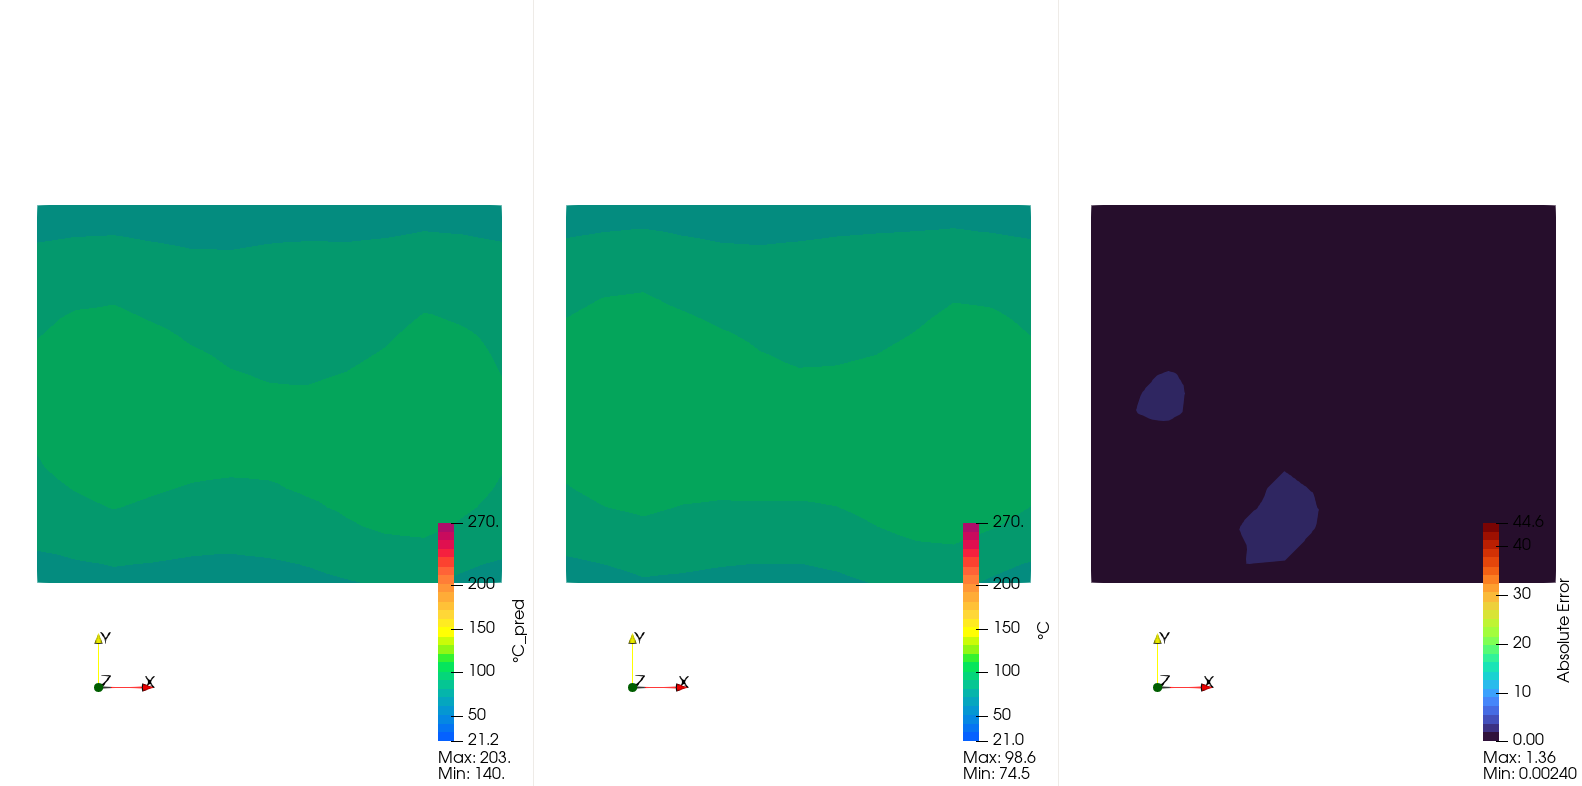 270.
200
150
100
50
21.2
°C_pred
Max: 203.
Min: 140.
Y
Z
X
270.
200
150
100
50
21.0
°C
Max: 98.6
Min: 74.5
Y
Z
X
44.6
40
30
20
10
0.00
Absolute Error
Max: 1.36
Min: 0.00240
Y
Z
X